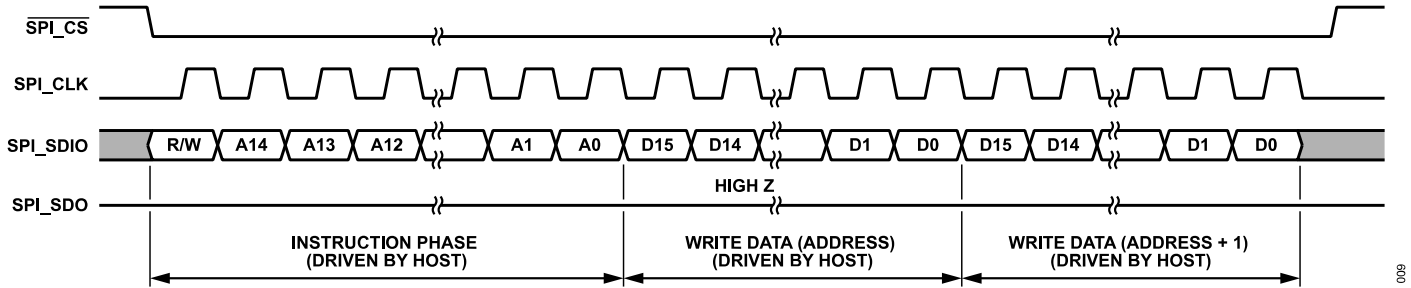 SPI_CS
SPI_CLK
SPI_SDIO R/W A14 A13 A12 A1 A0 D15 D14 D1 D0 D15 D14 D1 D0
HIGH Z
SPI_SDO
INSTRUCTION PHASE
(DRIVEN BY HOST)
WRITE DATA (ADDRESS)
(DRIVEN BY HOST)
WRITE DATA (ADDRESS + 1)
(DRIVEN BY HOST)
009